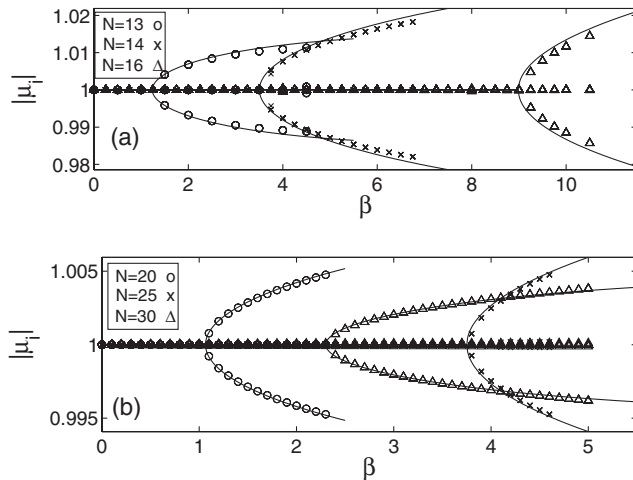 1.02
1.01
1
0.99
0.98
|μᵢ|
N=13 o
N=14 x
N=16 Δ
(a)
0 2 4 6 8 10
β
1.005
1
0.995
|μᵢ|
N=20 o
N=25 x
N=30 Δ
(b)
0 1 2 3 4 5
β